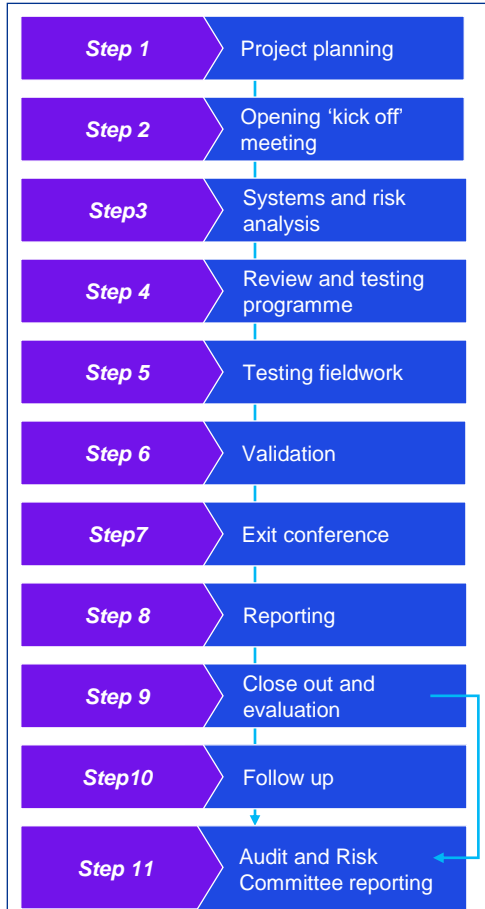 Step 1
Project planning
Step 2
Opening ‘kick off’
meeting
Step3
Systems and risk
analysis
Step 4
Review and testing
programme
Step 5
Testing fieldwork
Step 6
Validation
Step7
Exit conference
Step 8
Reporting
Step 9
Close out and
evaluation
Step10
Follow up
Step 11
Audit and Risk
Committee reporting